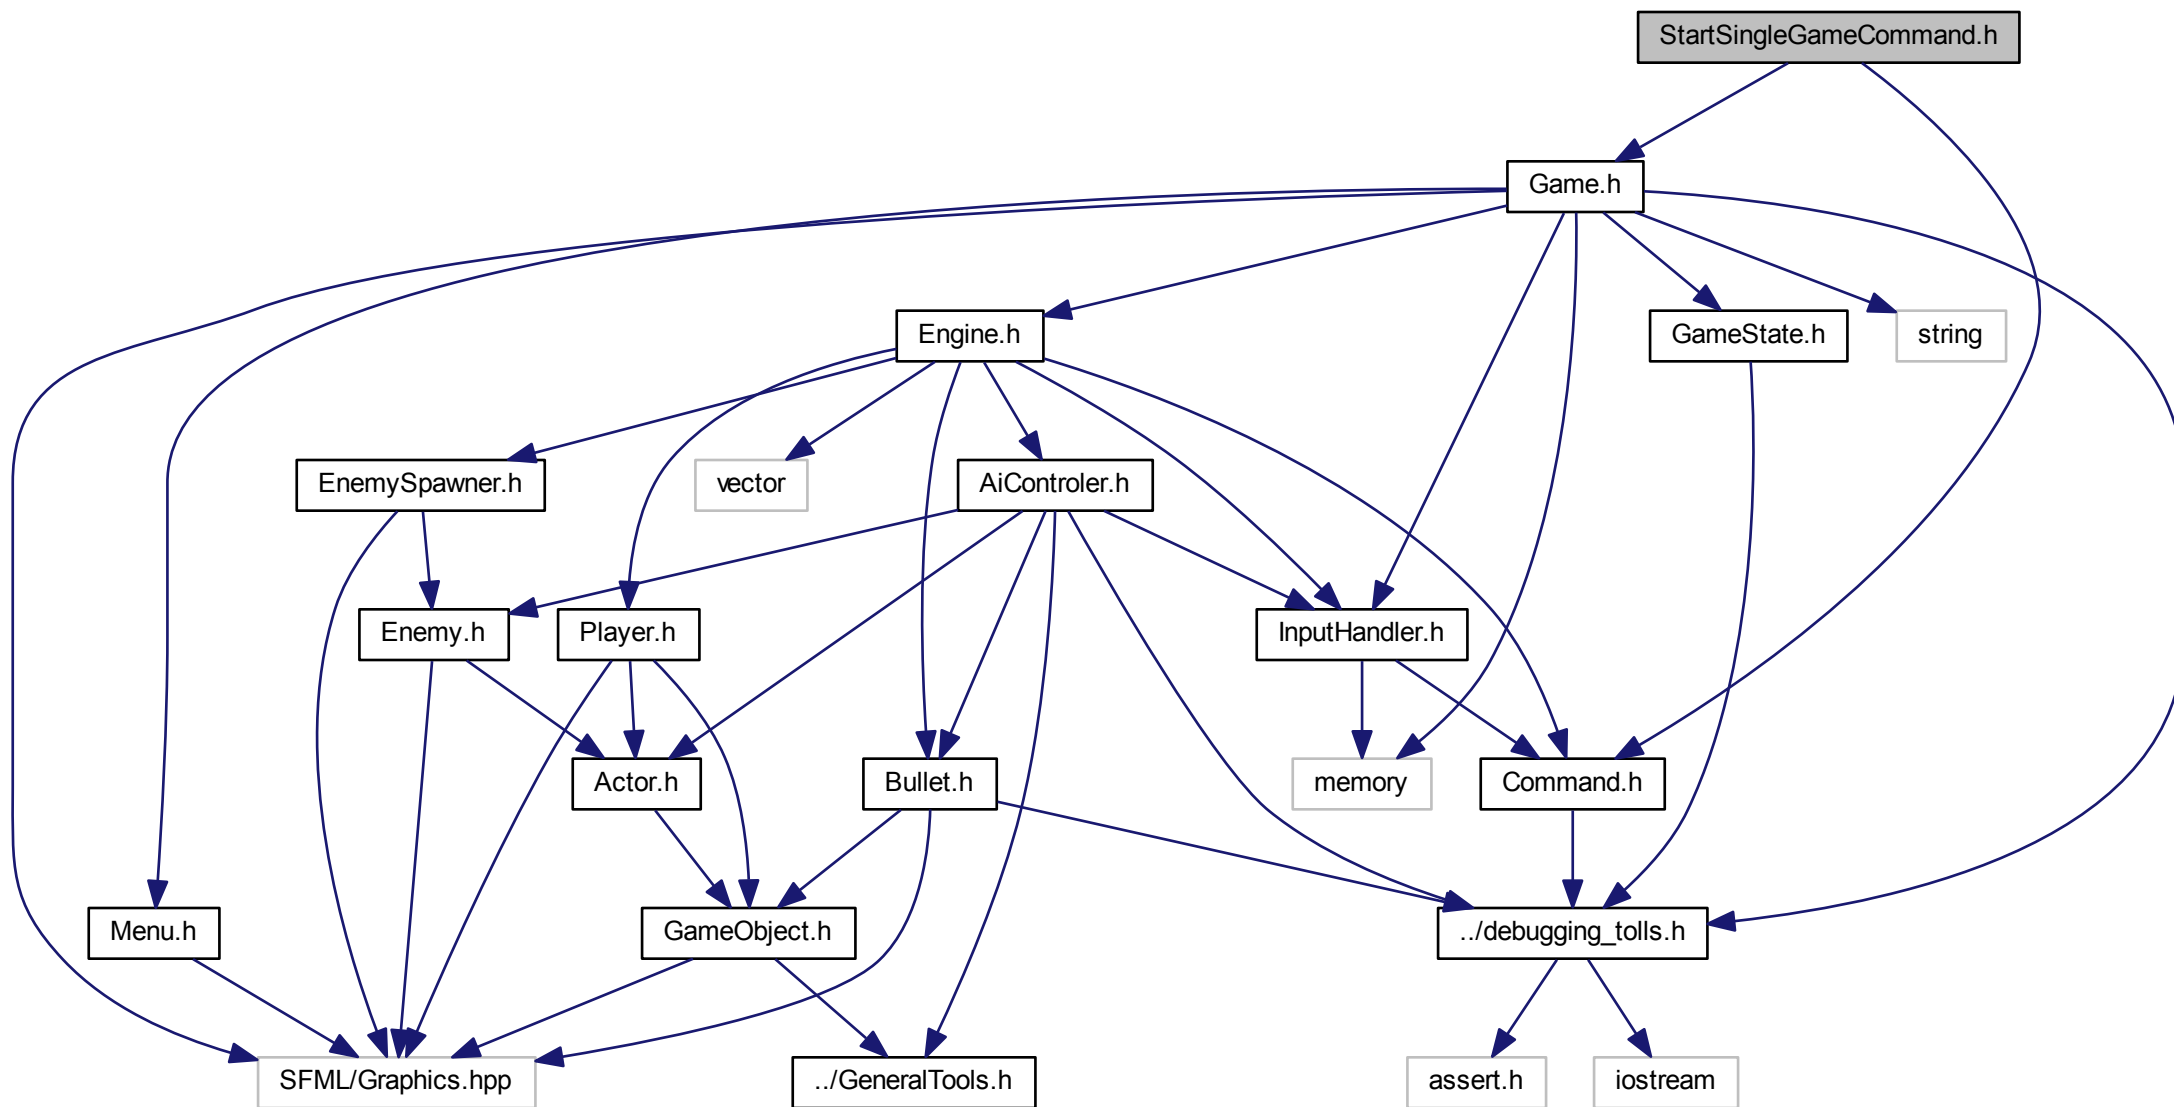 StartSingleGameCommand.h
Game.h
Engine.h
GameState.h
string
EnemySpawner.h
vector
AiControler.h
Enemy.h
Player.h
InputHandler.h
Actor.h
Bullet.h
memory
Command.h
Menu.h
GameObject.h
../debugging_tolls.h
SFML/Graphics.hpp
../GeneralTools.h
assert.h
iostream